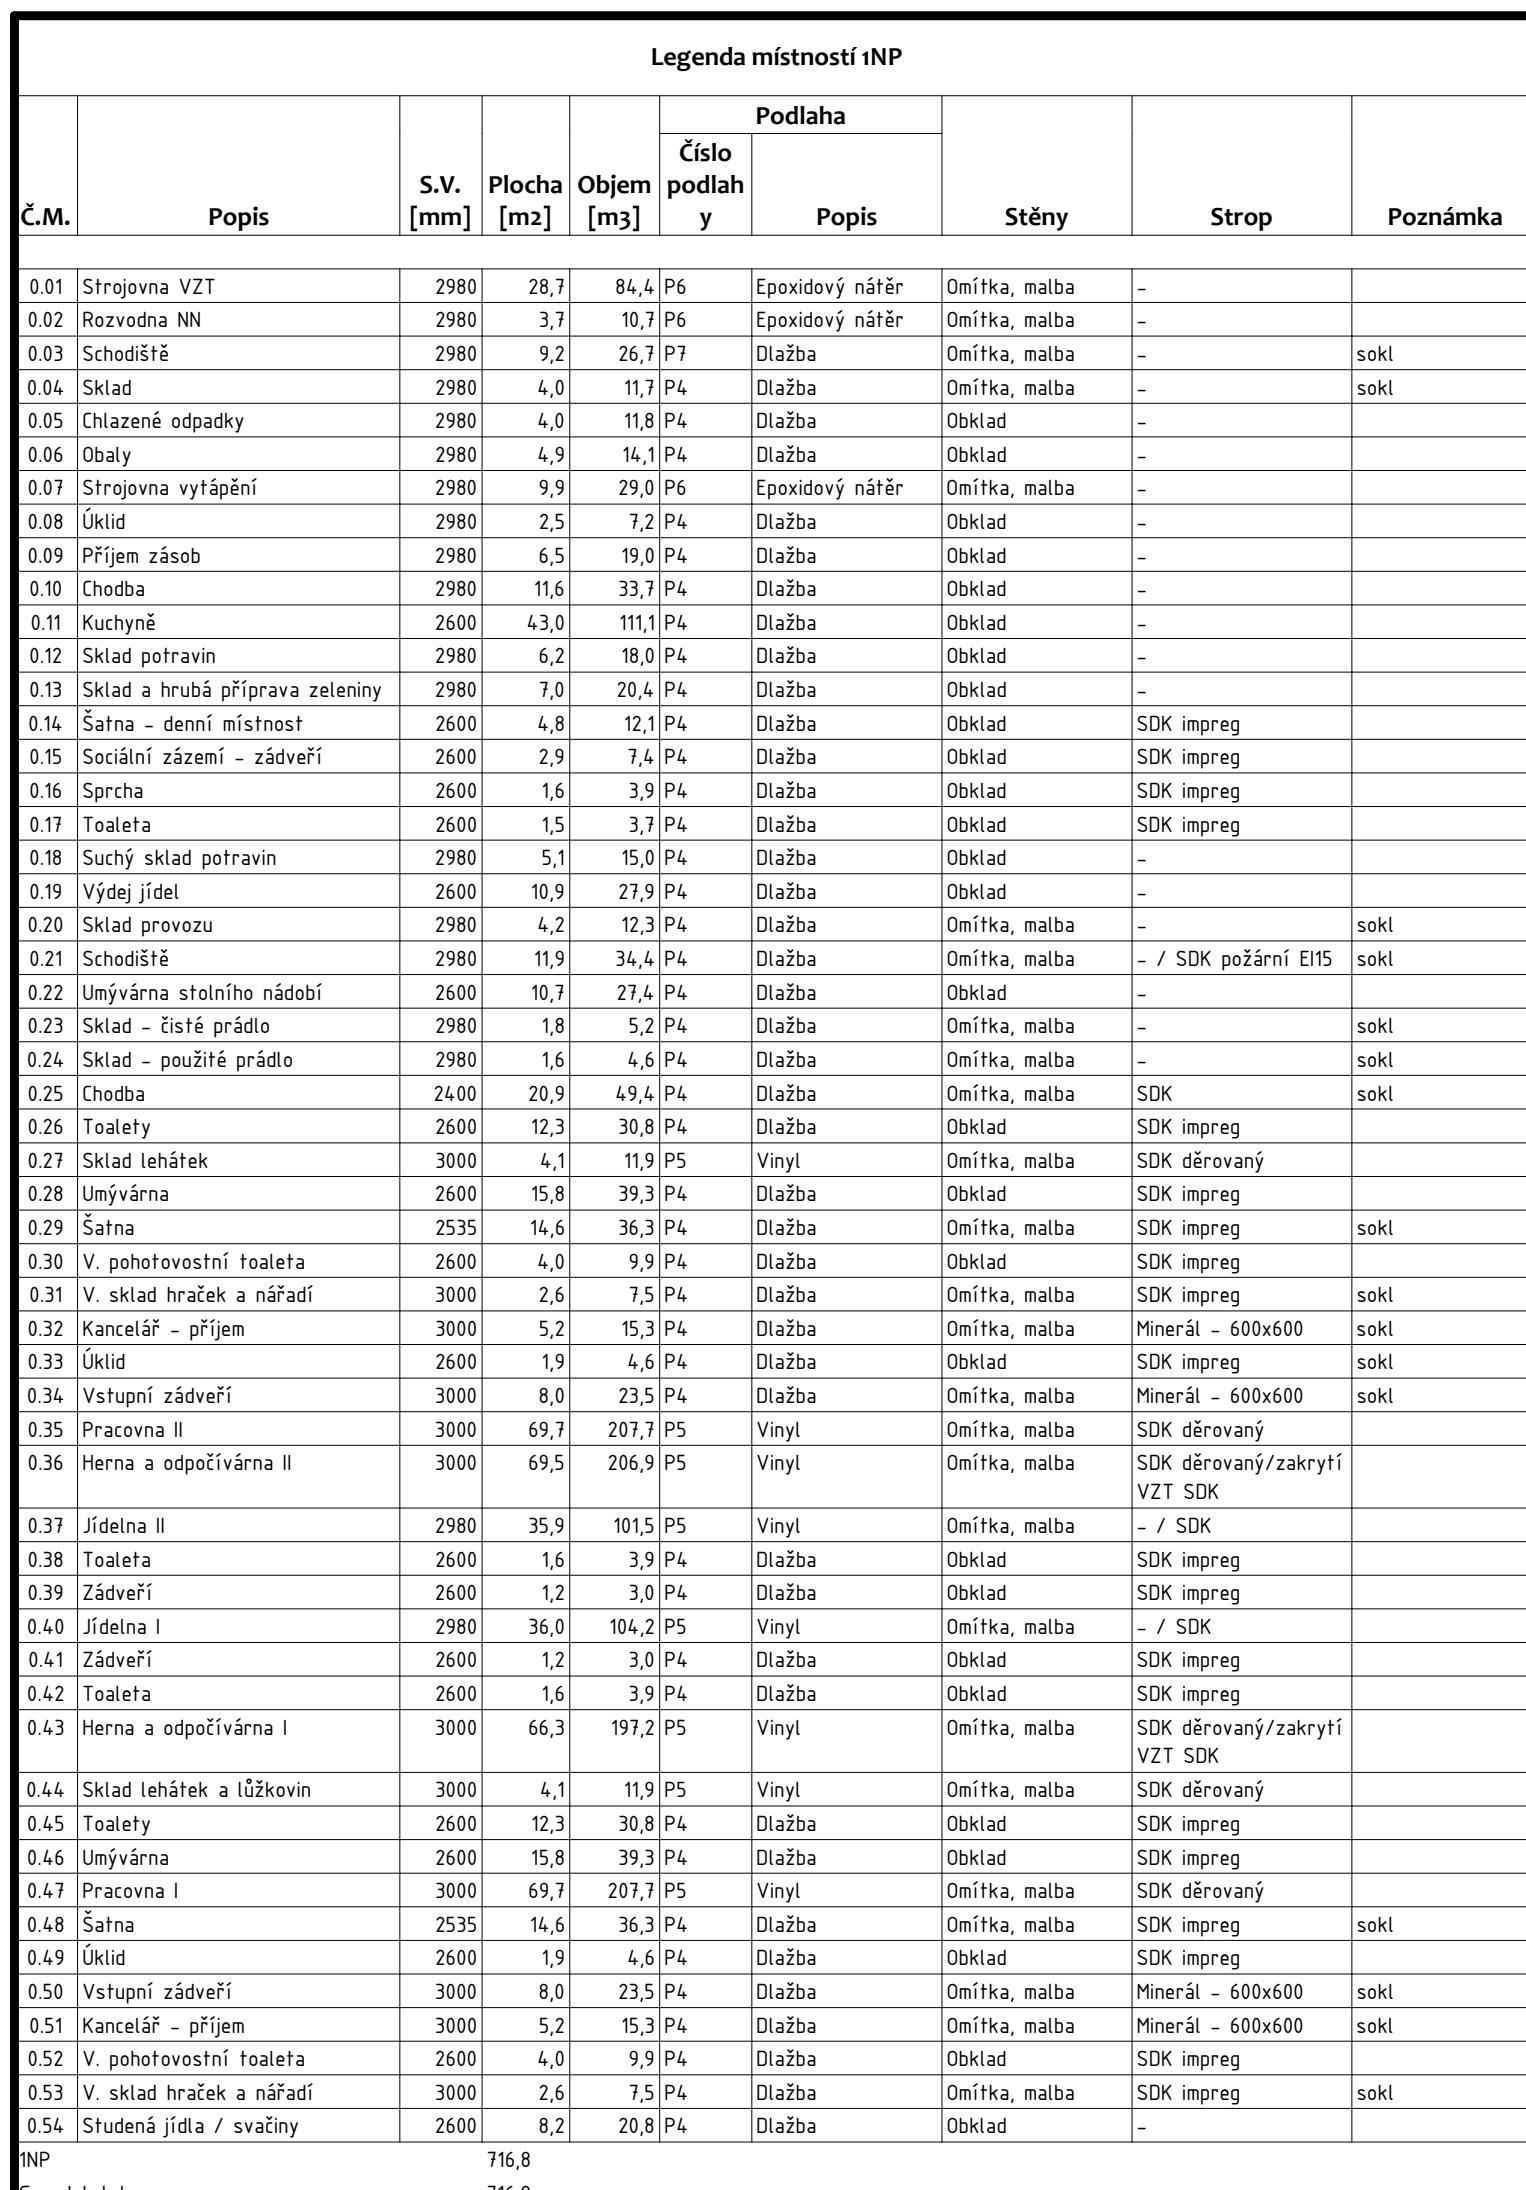 Legenda místností 1NP
Podlaha
Číslo
S.V. Plocha Objem podlah
Č.M. Popis [mm] [m2] [m3] y Popis Stěny Strop Poznámka
0.01 Strojovna VZT 2980 28,7 84,4 P6 Epoxidový nátěr Omítka, malba -
0.02 Rozvodna NN 2980 3,7 10,7 P6 Epoxidový nátěr Omítka, malba -
0.03 Schodiště 2980 9,2 26,7 P7 Dlažba Omítka, malba - sokl
0.04 Sklad 2980 4,0 11,7 P4 Dlažba Omítka, malba - sokl
0.05 Chlazené odpadky 2980 4,0 11,8 P4 Dlažba Obklad -
0.06 Obaly 2980 4,9 14,1 P4 Dlažba Obklad -
0.07 Strojovna vytápění 2980 9,9 29,0 P6 Epoxidový nátěr Omítka, malba -
0.08 Úklid 2980 2,5 7,2 P4 Dlažba Obklad -
0.09 Příjem zásob 2980 6,5 19,0 P4 Dlažba Obklad -
0.10 Chodba 2980 11,6 33,7 P4 Dlažba Obklad -
0.11 Kuchyně 2600 43,0 111,1 P4 Dlažba Obklad -
0.12 Sklad potravin 2980 6,2 18,0 P4 Dlažba Obklad -
0.13 Sklad a hrubá příprava zeleniny 2980 7,0 20,4 P4 Dlažba Obklad -
0.14 Šatna - denní místnost 2600 4,8 12,1 P4 Dlažba Obklad SDK impreg
0.15 Sociální zázemí - zádveří 2600 2,9 7,4 P4 Dlažba Obklad SDK impreg
0.16 Sprcha 2600 1,6 3,9 P4 Dlažba Obklad SDK impreg
0.17 Toaleta 2600 1,5 3,7 P4 Dlažba Obklad SDK impreg
0.18 Suchý sklad potravin 2980 5,1 15,0 P4 Dlažba Obklad -
0.19 Výdej jídel 2600 10,9 27,9 P4 Dlažba Obklad -
0.20 Sklad provozu 2980 4,2 12,3 P4 Dlažba Omítka, malba - sokl
0.21 Schodiště 2980 11,9 34,4 P4 Dlažba Omítka, malba - / SDK požární EI15 sokl
0.22 Umývárna stolního nádobí 2600 10,7 27,4 P4 Dlažba Obklad -
0.23 Sklad - čisté prádlo 2980 1,8 5,2 P4 Dlažba Omítka, malba - sokl
0.24 Sklad - použité prádlo 2980 1,6 4,6 P4 Dlažba Omítka, malba - sokl
0.25 Chodba 2400 20,9 49,4 P4 Dlažba Omítka, malba SDK sokl
0.26 Toalety 2600 12,3 30,8 P4 Dlažba Obklad SDK impreg
0.27 Sklad lehátek 3000 4,1 11,9 P5 Vinyl Omítka, malba SDK děrovaný
0.28 Umývárna 2600 15,8 39,3 P4 Dlažba Obklad SDK impreg
0.29 Šatna 2535 14,6 36,3 P4 Dlažba Omítka, malba SDK impreg sokl
0.30 V. pohotovostní toaleta 2600 4,0 9,9 P4 Dlažba Obklad SDK impreg
0.31 V. sklad hraček a nářadí 3000 2,6 7,5 P4 Dlažba Omítka, malba SDK impreg sokl
0.32 Kancelář - příjem 3000 5,2 15,3 P4 Dlažba Omítka, malba Minerál - 600x600 sokl
0.33 Úklid 2600 1,9 4,6 P4 Dlažba Obklad SDK impreg sokl
0.34 Vstupní zádveří 3000 8,0 23,5 P4 Dlažba Omítka, malba Minerál - 600x600 sokl
0.35 Pracovna II 3000 69,7 207,7 P5 Vinyl Omítka, malba SDK děrovaný
0.36 Herna a odpočívárna II 3000 69,5 206,9 P5 Vinyl Omítka, malba SDK děrovaný/zakrytí
VZT SDK
0.37 Jídelna II 2980 35,9 101,5 P5 Vinyl Omítka, malba - / SDK
0.38 Toaleta 2600 1,6 3,9 P4 Dlažba Obklad SDK impreg
0.39 Zádveří 2600 1,2 3,0 P4 Dlažba Obklad SDK impreg
0.40 Jídelna I 2980 36,0 104,2 P5 Vinyl Omítka, malba - / SDK
0.41 Zádveří 2600 1,2 3,0 P4 Dlažba Obklad SDK impreg
0.42 Toaleta 2600 1,6 3,9 P4 Dlažba Obklad SDK impreg
0.43 Herna a odpočívárna I 3000 66,3 197,2 P5 Vinyl Omítka, malba SDK děrovaný/zakrytí
VZT SDK
0.44 Sklad lehátek a lůžkovin 3000 4,1 11,9 P5 Vinyl Omítka, malba SDK děrovaný
0.45 Toalety 2600 12,3 30,8 P4 Dlažba Obklad SDK impreg
0.46 Umývárna 2600 15,8 39,3 P4 Dlažba Obklad SDK impreg
0.47 Pracovna I 3000 69,7 207,7 P5 Vinyl Omítka, malba SDK děrovaný
0.48 Šatna 2535 14,6 36,3 P4 Dlažba Omítka, malba SDK impreg sokl
0.49 Úklid 2600 1,9 4,6 P4 Dlažba Obklad SDK impreg
0.50 Vstupní zádveří 3000 8,0 23,5 P4 Dlažba Omítka, malba Minerál - 600x600 sokl
0.51 Kancelář - příjem 3000 5,2 15,3 P4 Dlažba Omítka, malba Minerál - 600x600 sokl
0.52 V. pohotovostní toaleta 2600 4,0 9,9 P4 Dlažba Obklad SDK impreg
0.53 V. sklad hraček a nářadí 3000 2,6 7,5 P4 Dlažba Omítka, malba SDK impreg sokl
0.54 Studená jídla / svačiny 2600 8,2 20,8 P4 Dlažba Obklad -
1NP 716,8